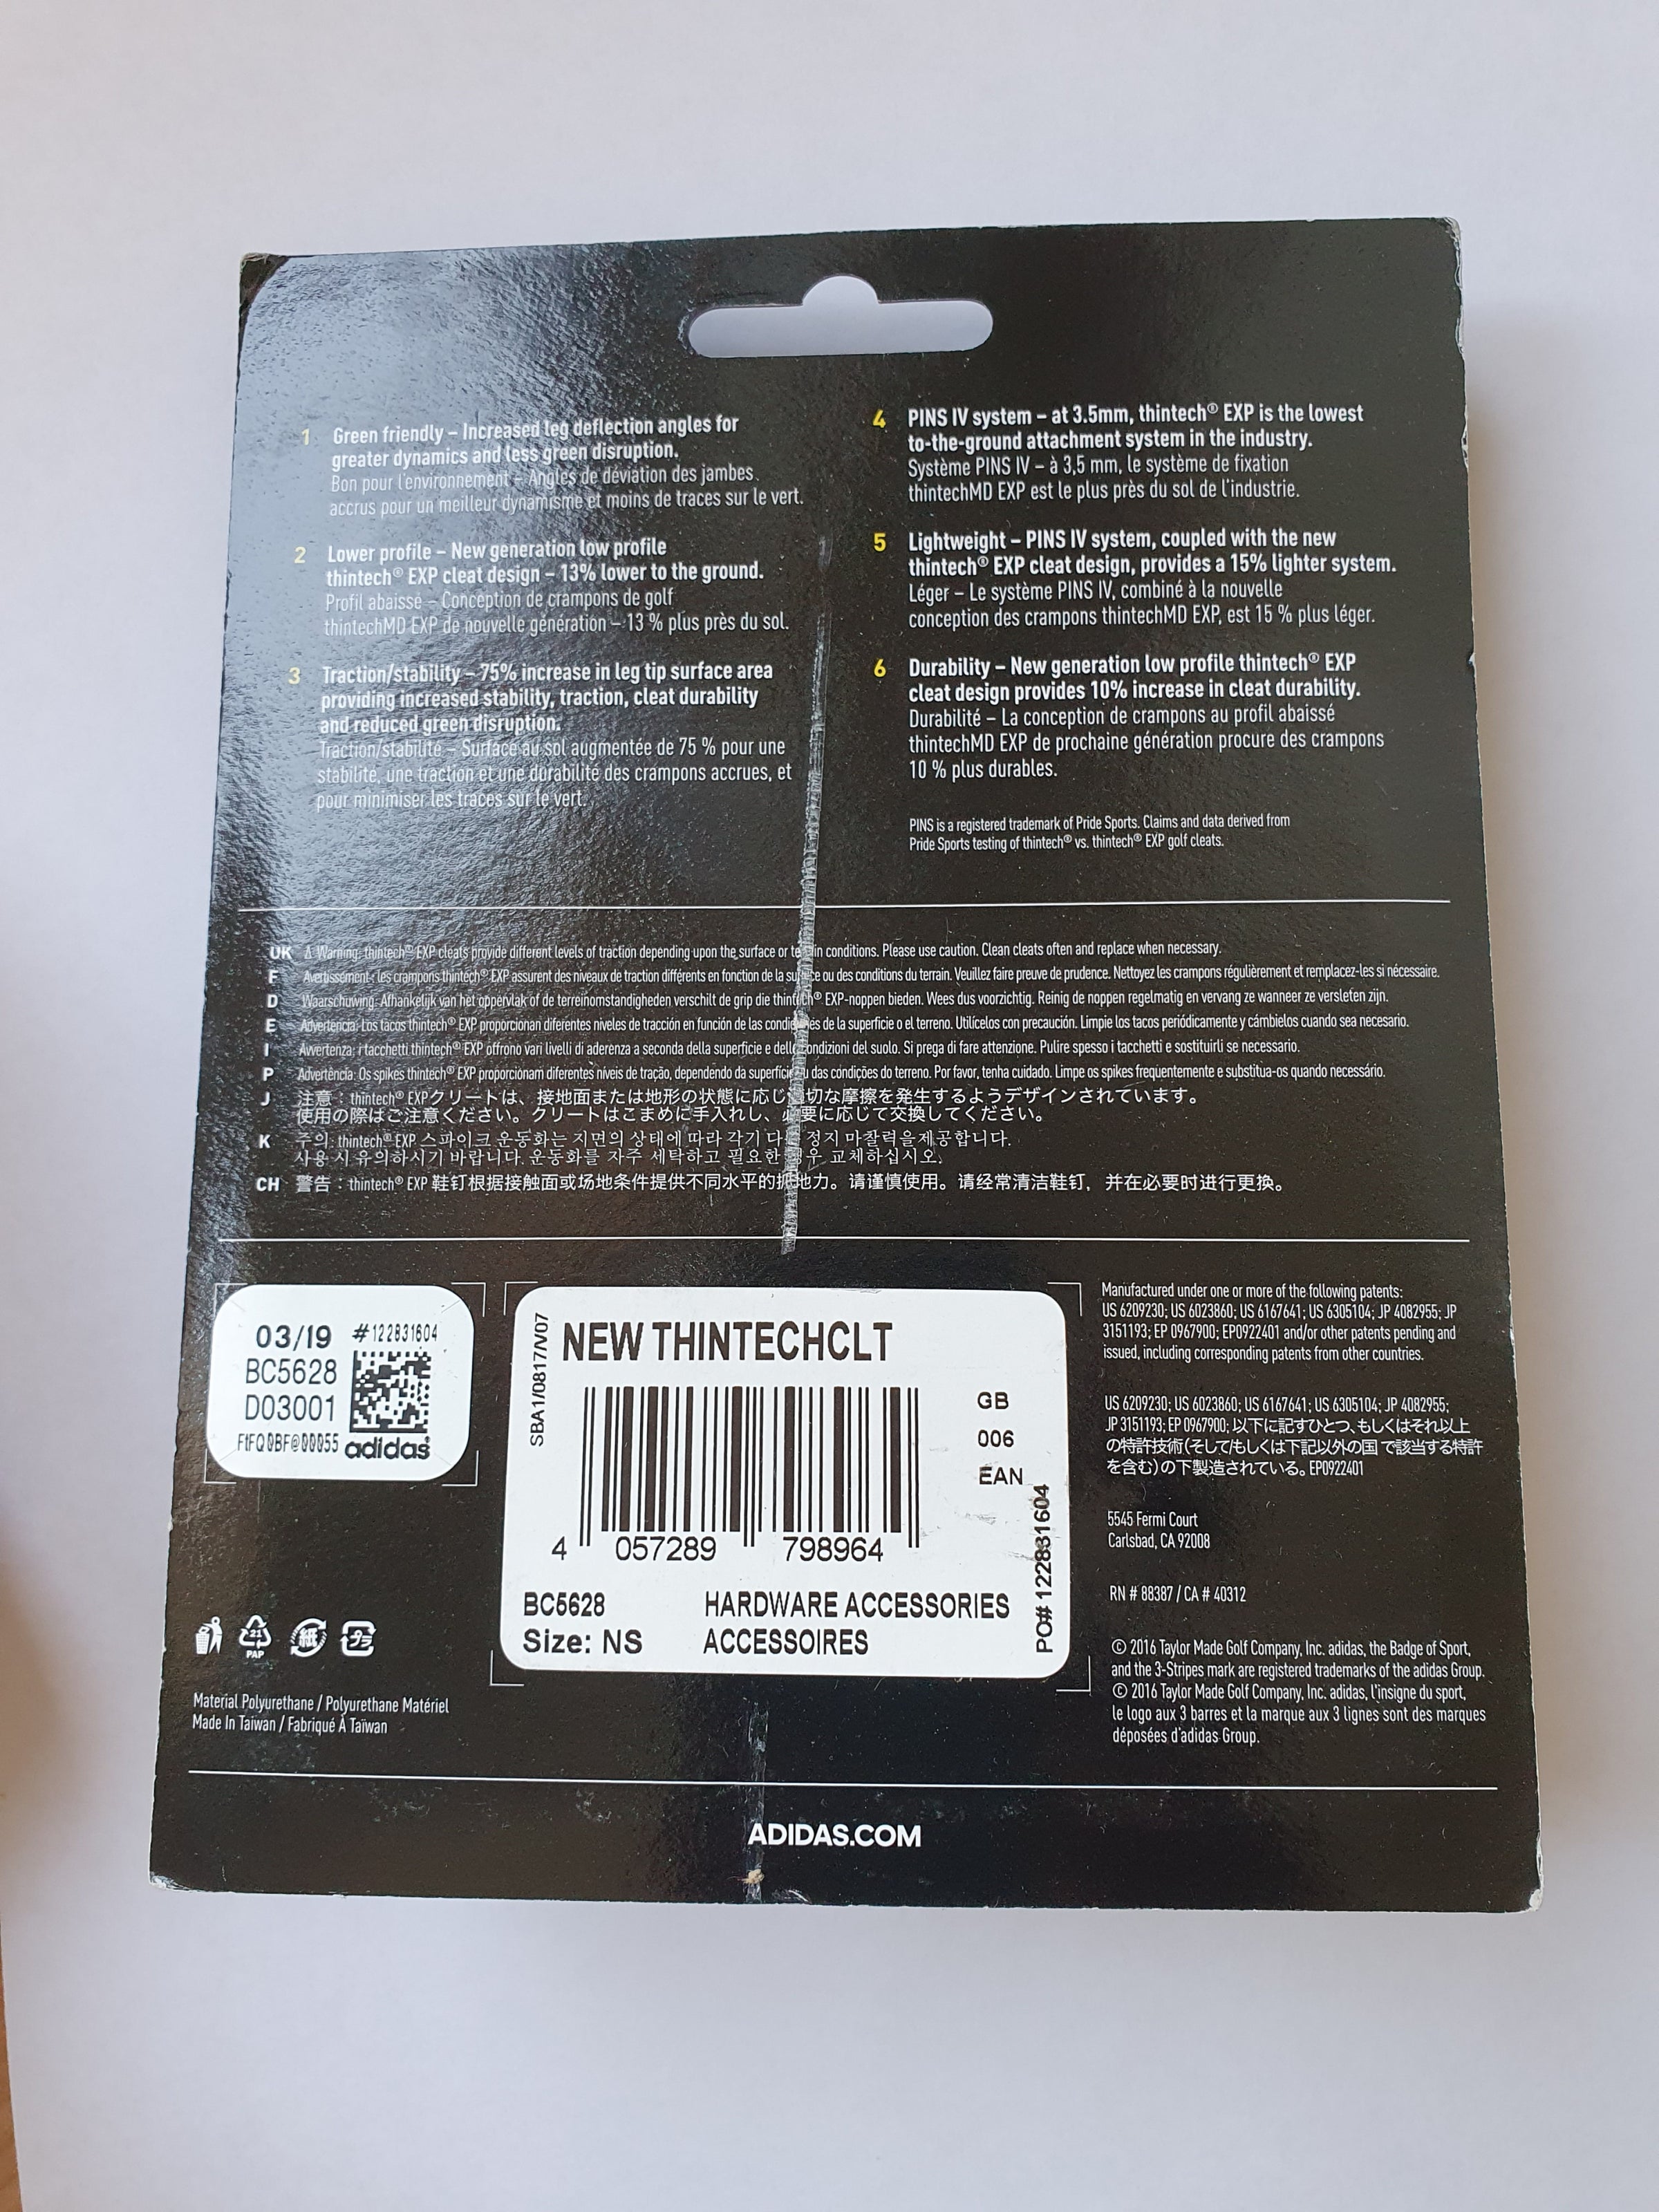 1 Green friendly – Increased leg deflection angles for
greater dynamics and less green disruption.
Bon pour l'environnement – Angles de déviation des jambes
accrus pour un meilleur dynamisme et moins de traces sur le vert.
2 Lower profile – New generation low profile
thintech® EXP cleat design – 13% lower to the ground.
Profil abaissé – Conception de crampons de golf
thintechMD EXP de nouvelle génération – 13 % plus près du sol.
3 Traction/stability – 75% increase in leg tip surface area
providing increased stability, traction, cleat durability
and reduced green disruption.
Traction/stabilité – Surface au sol augmentée de 75 % pour une
stabilité, une traction et une durabilité des crampons accrues, et
pour minimiser les traces sur le vert.
4 PINS IV system – at 3.5mm, thintech® EXP is the lowest
to-the-ground attachment system in the industry.
Système PINS IV – à 3,5 mm, le système de fixation
thintechMD EXP est le plus près du sol de l'industrie.
5 Lightweight – PINS IV system, coupled with the new
thintech® EXP cleat design, provides a 15% lighter system.
Léger – Le système PINS IV, combiné à la nouvelle
conception des crampons thintechMD EXP, est 15 % plus léger.
6 Durability – New generation low profile thintech® EXP
cleat design provides 10% increase in cleat durability.
Durabilité – La conception de crampons au profil abaissé
thintechMD EXP de prochaine génération procure des crampons
10 % plus durables.
PINS is a registered trademark of Pride Sports. Claims and data derived from
Pride Sports testing of thintech® vs. thintech® EXP golf cleats.
UK ⚠ Warning: thintech® EXP cleats provide different levels of traction depending upon the surface or terrain conditions. Please use caution. Clean cleats often and replace when necessary.
F Avertissement : les crampons thintech® EXP assurent des niveaux de traction différents en fonction de la surface ou des conditions du terrain. Veuillez faire preuve de prudence. Nettoyez les crampons régulièrement et remplacez-les si nécessaire.
D Waarschuwing: Afhankelijk van het oppervlak of de terreinomstandigheden verschilt de grip die thintech® EXP-noppen bieden. Wees dus voorzichtig. Reinig de noppen regelmatig en vervang ze wanneer ze versleten zijn.
E Advertencia: Los tacos thintech® EXP proporcionan diferentes niveles de tracción en función de las condiciones de la superficie o el terreno. Utilícelos con precaución. Limpie los tacos periódicamente y cámbielos cuando sea necesario.
I Avvertenza: i tacchetti thintech® EXP offrono vari livelli di aderenza a seconda della superficie e delle condizioni del suolo. Si prega di fare attenzione. Pulire spesso i tacchetti e sostituirli se necessario.
P Advertência: Os spikes thintech® EXP proporcionam diferentes níveis de tração, dependendo da superfície ou das condições do terreno. Por favor, tenha cuidado. Limpe os spikes frequentemente e substitua-os quando necessário.
J 注意：thintech® EXPクリートは、接地面または地形の状態に応じ適切な摩擦を発生するようデザインされています。
使用の際はご注意ください。クリートはこまめに手入れし、必要に応じて交換してください。
K 주의: thintech® EXP 스파이크 운동화는 지면의 상태에 따라 각기 다른 정지 마찰력을제공합니다.
사용 시 유의하시기 바랍니다. 운동화를 자주 세탁하고 필요한 경우 교체하십시오.
CH 警告：thintech® EXP 鞋钉根据接触面或场地条件提供不同水平的抓地力。请谨慎使用。请经常清洁鞋钉，并在必要时进行更换。
03/19 #122831604
BC5628
D03001
FtFQ0BF@00055 adidas
SBA1/0817/V07
NEW THINTECHCLT
GB
006
EAN
4 057289 798964
PO# 122831604
BC5628 HARDWARE ACCESSORIES
Size: NS ACCESSOIRES
21
PAP
紙
プラ
Material Polyurethane / Polyurethane Matériel
Made In Taiwan / Fabriqué À Taïwan
Manufactured under one or more of the following patents:
US 6209230; US 6023860; US 6167641; US 6305104; JP 4082955; JP
3151193; EP 0967900; EP0922401 and/or other patents pending and
issued, including corresponding patents from other countries.
US 6209230; US 6023860; US 6167641; US 6305104; JP 4082955;
JP 3151193; EP 0967900; 以下に記すひとつ、もしくはそれ以上
の特許技術(そして/もしくは下記以外の国で該当する特許
を含む)の下製造されている。EP0922401
5545 Fermi Court
Carlsbad, CA 92008
RN # 88387 / CA # 40312
© 2016 Taylor Made Golf Company, Inc. adidas, the Badge of Sport,
and the 3-Stripes mark are registered trademarks of the adidas Group.
© 2016 Taylor Made Golf Company, Inc. adidas, l'insigne du sport,
le logo aux 3 barres et la marque aux 3 lignes sont des marques
déposées d'adidas Group.
ADIDAS.COM